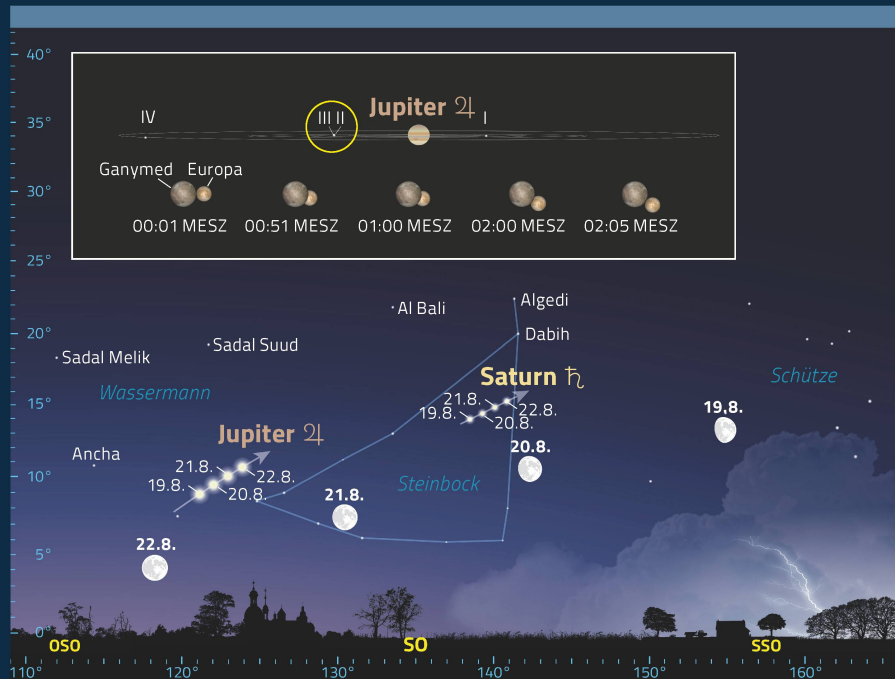 40°
35°
30°
25°
20°
15°
10°
5°
0°
Jupiter ♃
IV
III II
I
Ganymed Europa
00:01 MESZ 00:51 MESZ 01:00 MESZ 02:00 MESZ 02:05 MESZ
Algedi
Al Bali
Dabih
Sadal Suud
Sadal Melik
Saturn ♄
Schütze
Wassermann
21.8.
19.8.
22.8.
20.8.
19.8.
Jupiter ♃
20.8.
Ancha
21.8.
22.8.
19.8.
20.8.
Steinbock
21.8.
22.8.
OSO SO SSO
110° 120° 130° 140° 150° 160°